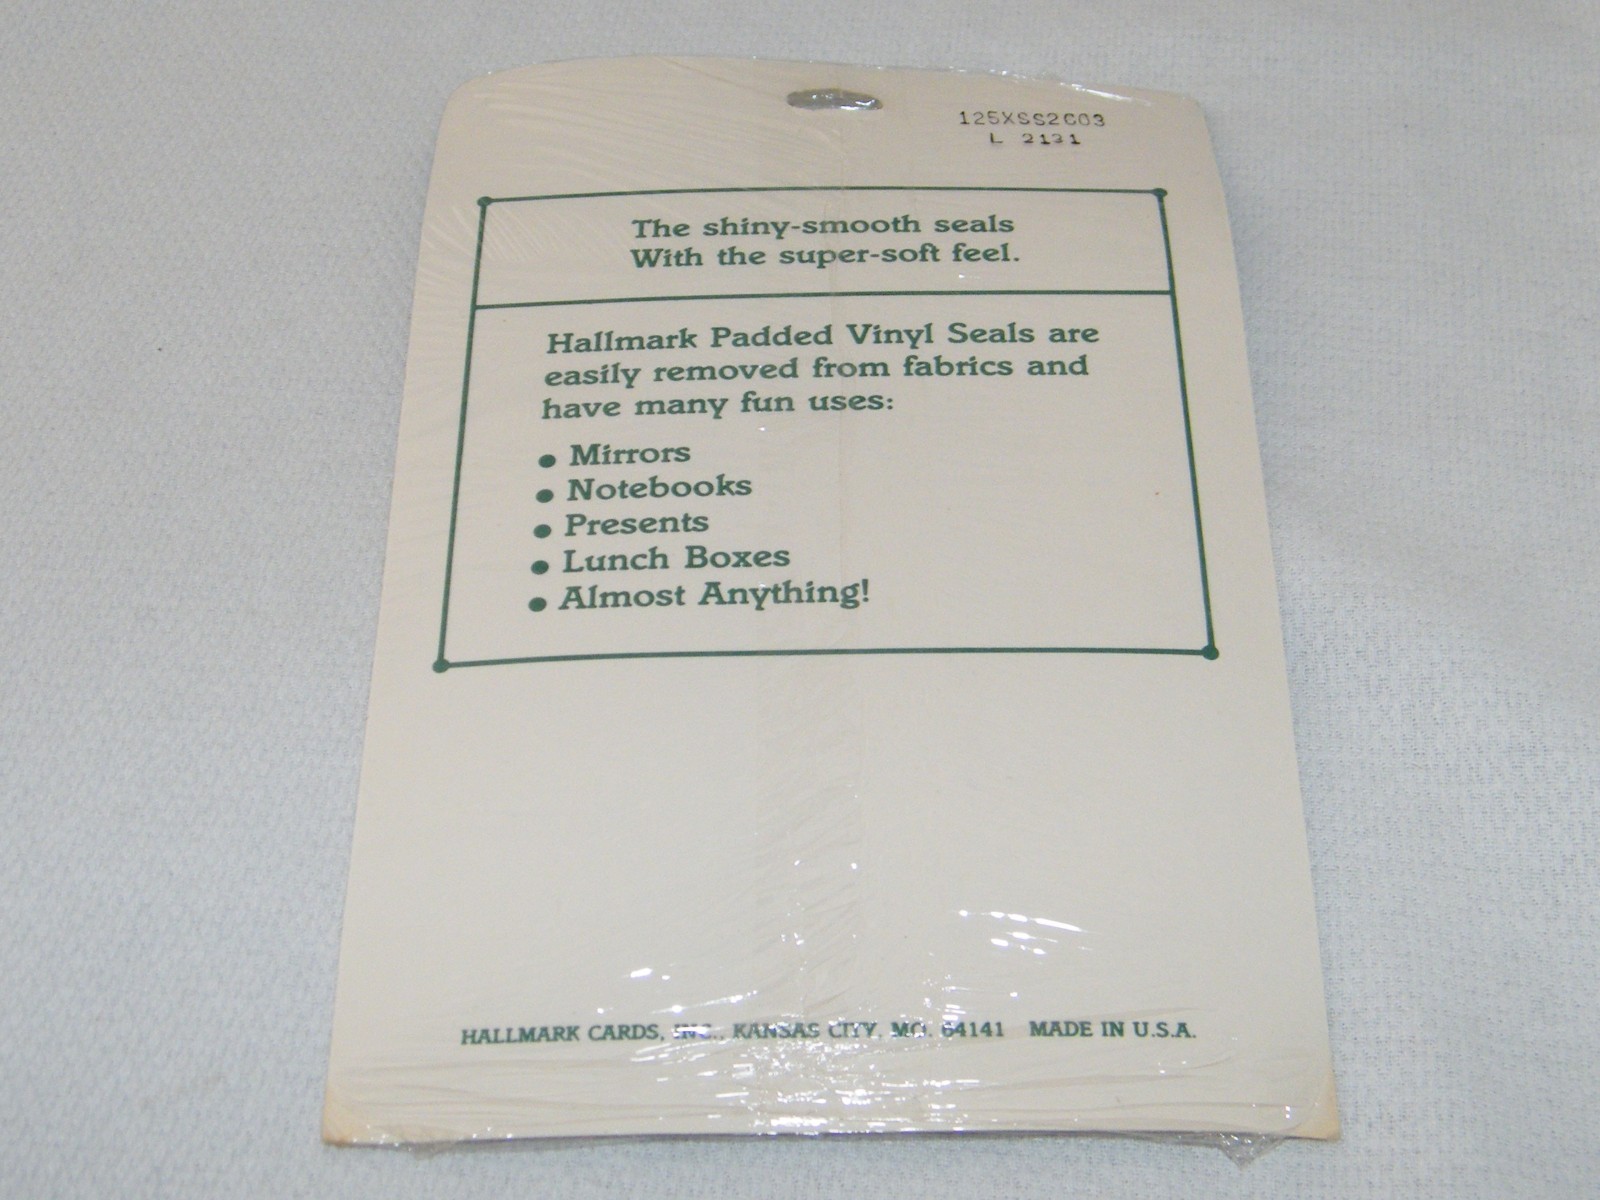 125XSS2C03
L 2131
The shiny-smooth seals
With the super-soft feel.
Hallmark Padded Vinyl Seals are
easily removed from fabrics and
have many fun uses:
• Mirrors
• Notebooks
• Presents
• Lunch Boxes
• Almost Anything!
HALLMARK CARDS, INC., KANSAS CITY, MO. 64141 MADE IN U.S.A.